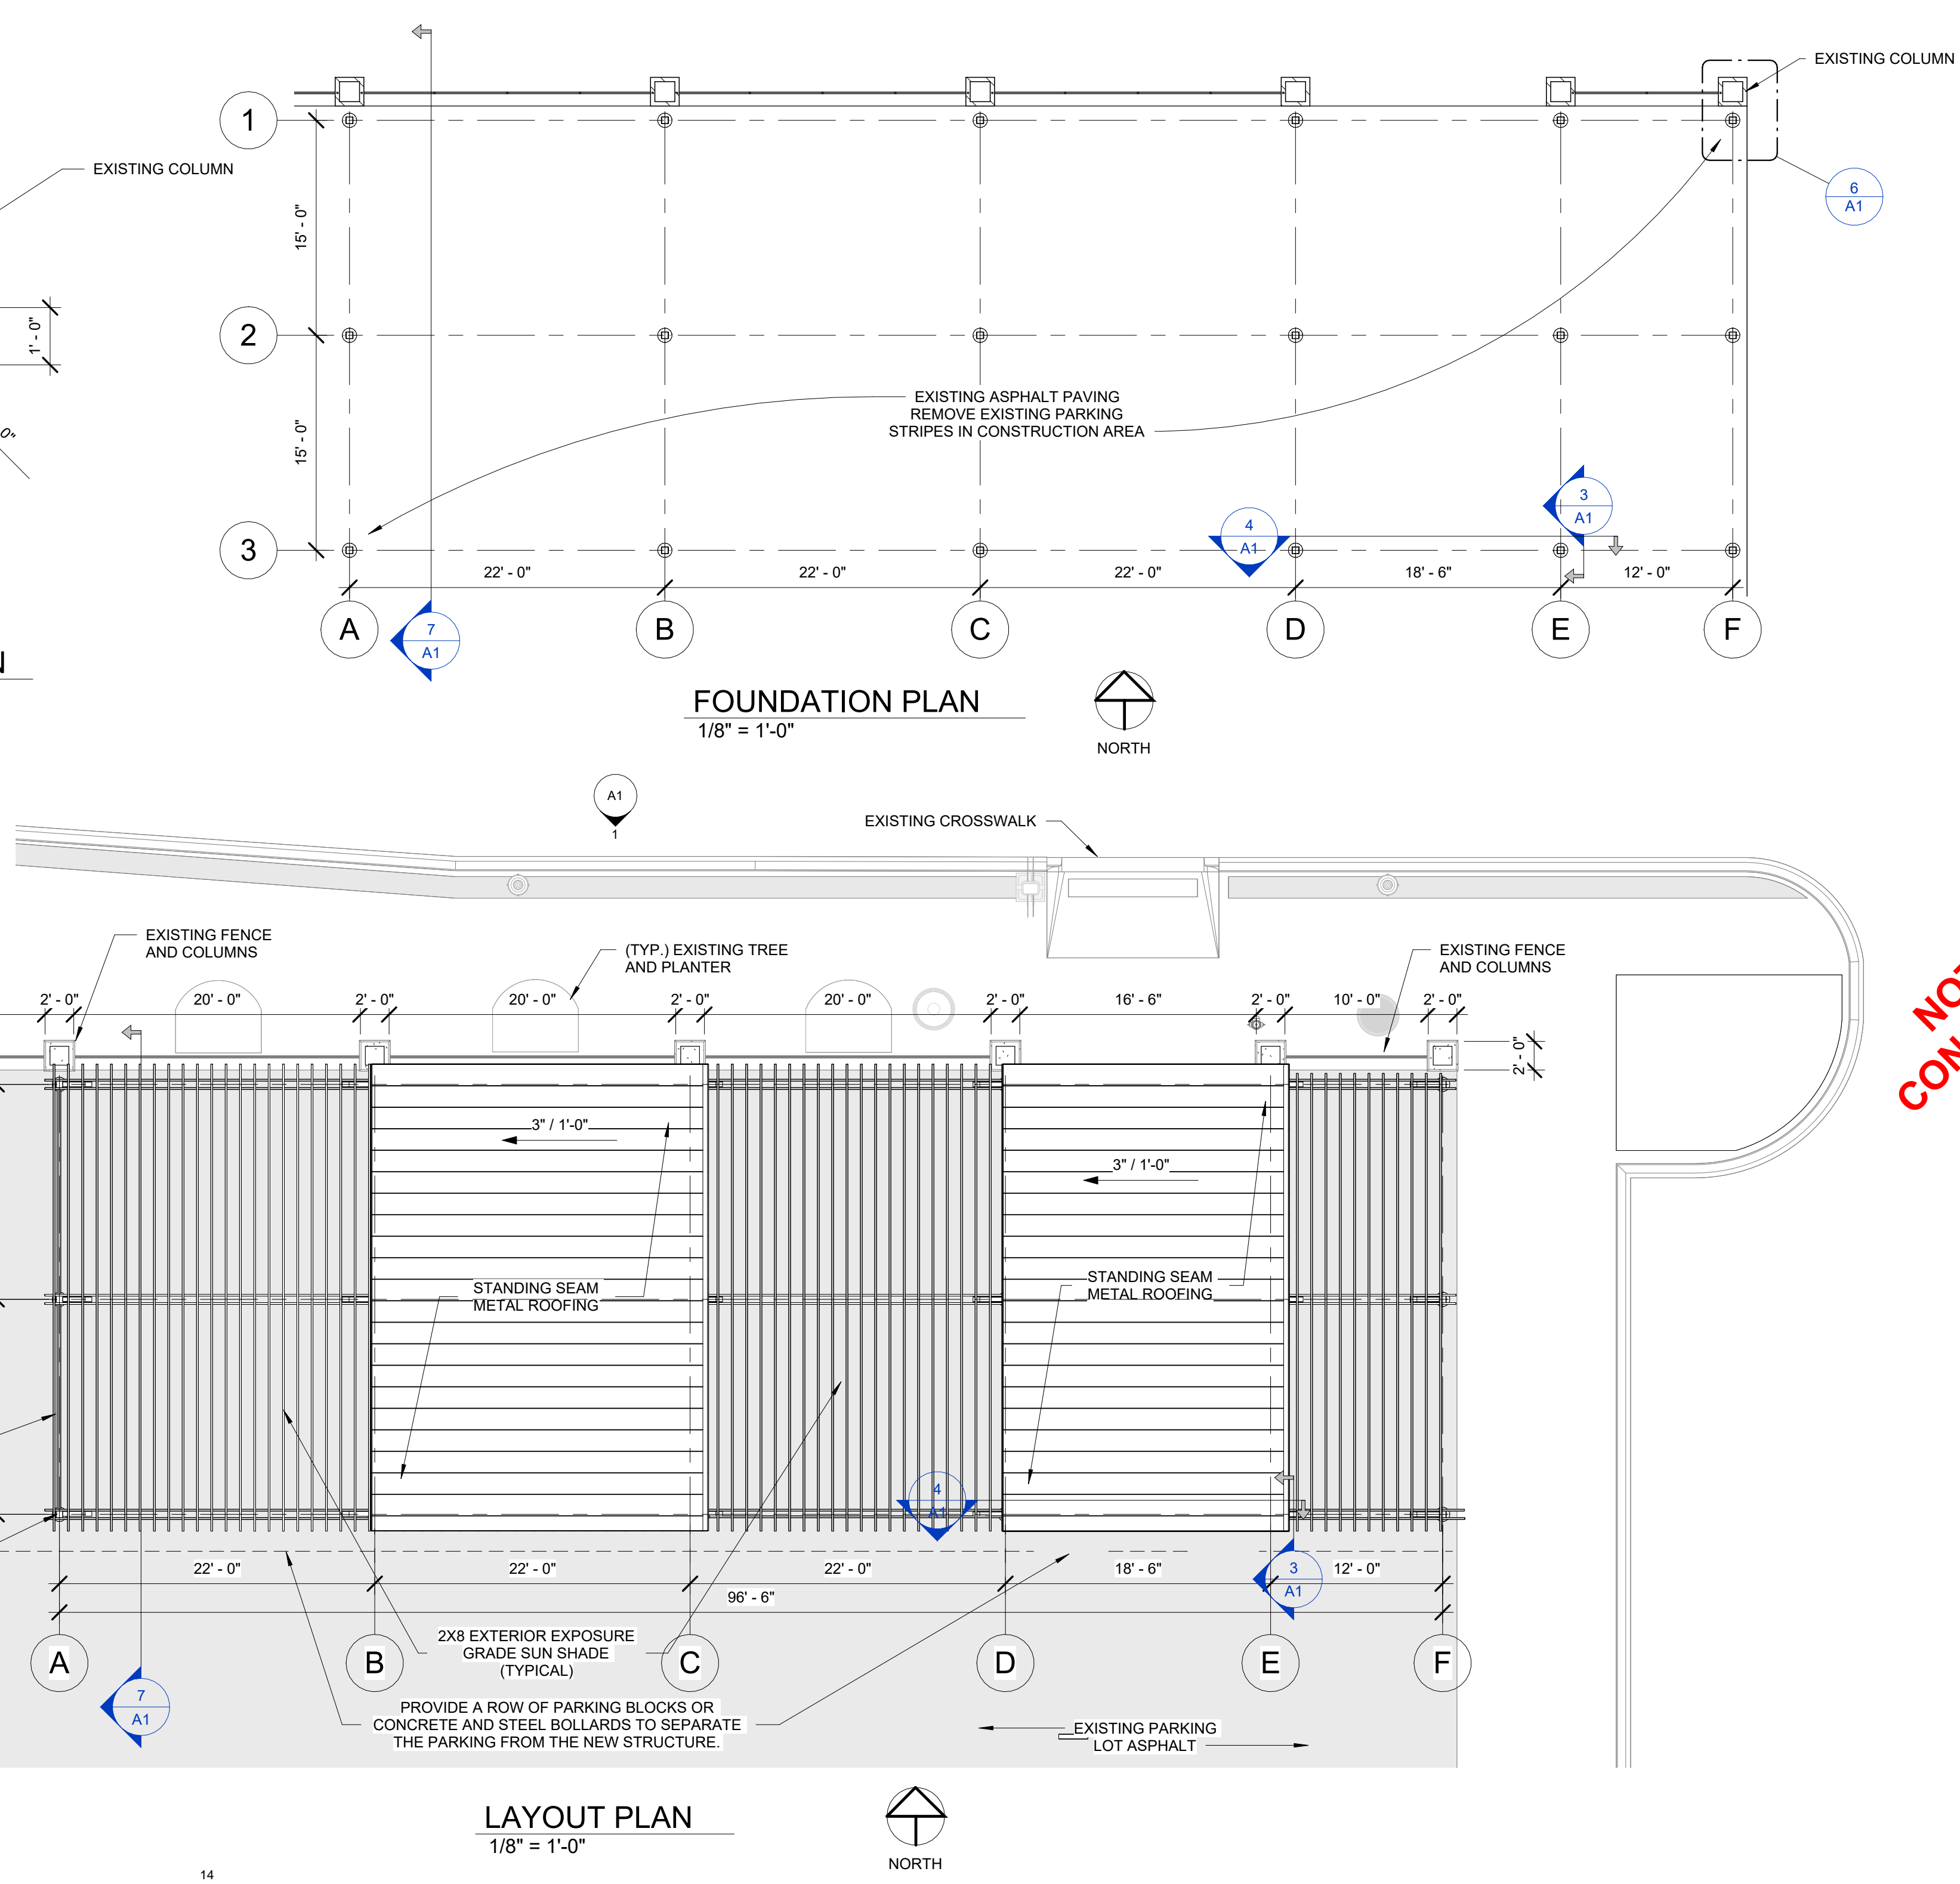 EXISTING COLUMN
1
EXISTING COLUMN
6
A1
15' - 0"
2
1' - 0"
EXISTING ASPHALT PAVING
REMOVE EXISTING PARKING
STRIPES IN CONSTRUCTION AREA
15' - 0"
0"
3
A1
4
A1
3
22' - 0"
22' - 0"
22' - 0"
18' - 6"
12' - 0"
A
B
C
D
E
F
7
A1
N
FOUNDATION PLAN
1/8" = 1'-0"
NORTH
A1
1
EXISTING CROSSWALK
EXISTING FENCE
AND COLUMNS
(TYP.) EXISTING TREE
AND PLANTER
EXISTING FENCE
AND COLUMNS
2' - 0"
20' - 0"
2' - 0"
20' - 0"
2' - 0"
20' - 0"
2' - 0"
16' - 6"
2' - 0"
10' - 0"
2' - 0"
2' - 0"
NOT
CON
3" / 1'-0"
3" / 1'-0"
STANDING SEAM
METAL ROOFING
STANDING SEAM
METAL ROOFING
4
A1
22' - 0"
22' - 0"
22' - 0"
18' - 6"
12' - 0"
3
A1
96' - 6"
A
B
C
D
E
F
2X8 EXTERIOR EXPOSURE
GRADE SUN SHADE
(TYPICAL)
7
A1
PROVIDE A ROW OF PARKING BLOCKS OR
CONCRETE AND STEEL BOLLARDS TO SEPARATE
THE PARKING FROM THE NEW STRUCTURE.
EXISTING PARKING
LOT ASPHALT
LAYOUT PLAN
1/8" = 1'-0"
NORTH
14